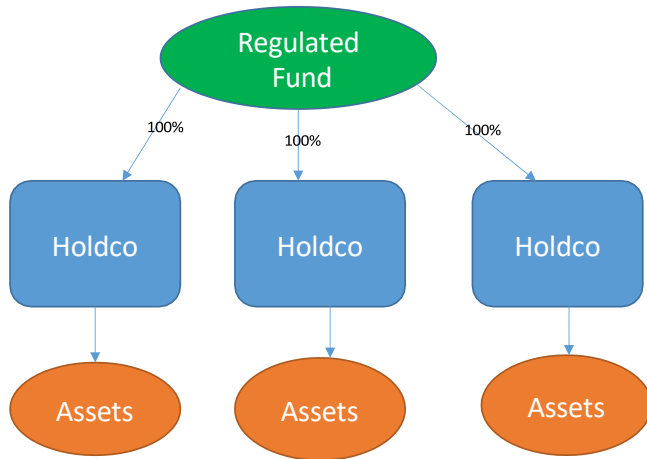 Regulated
Fund
100%
100%
100%
Holdco
Holdco
Holdco
Assets
Assets
Assets